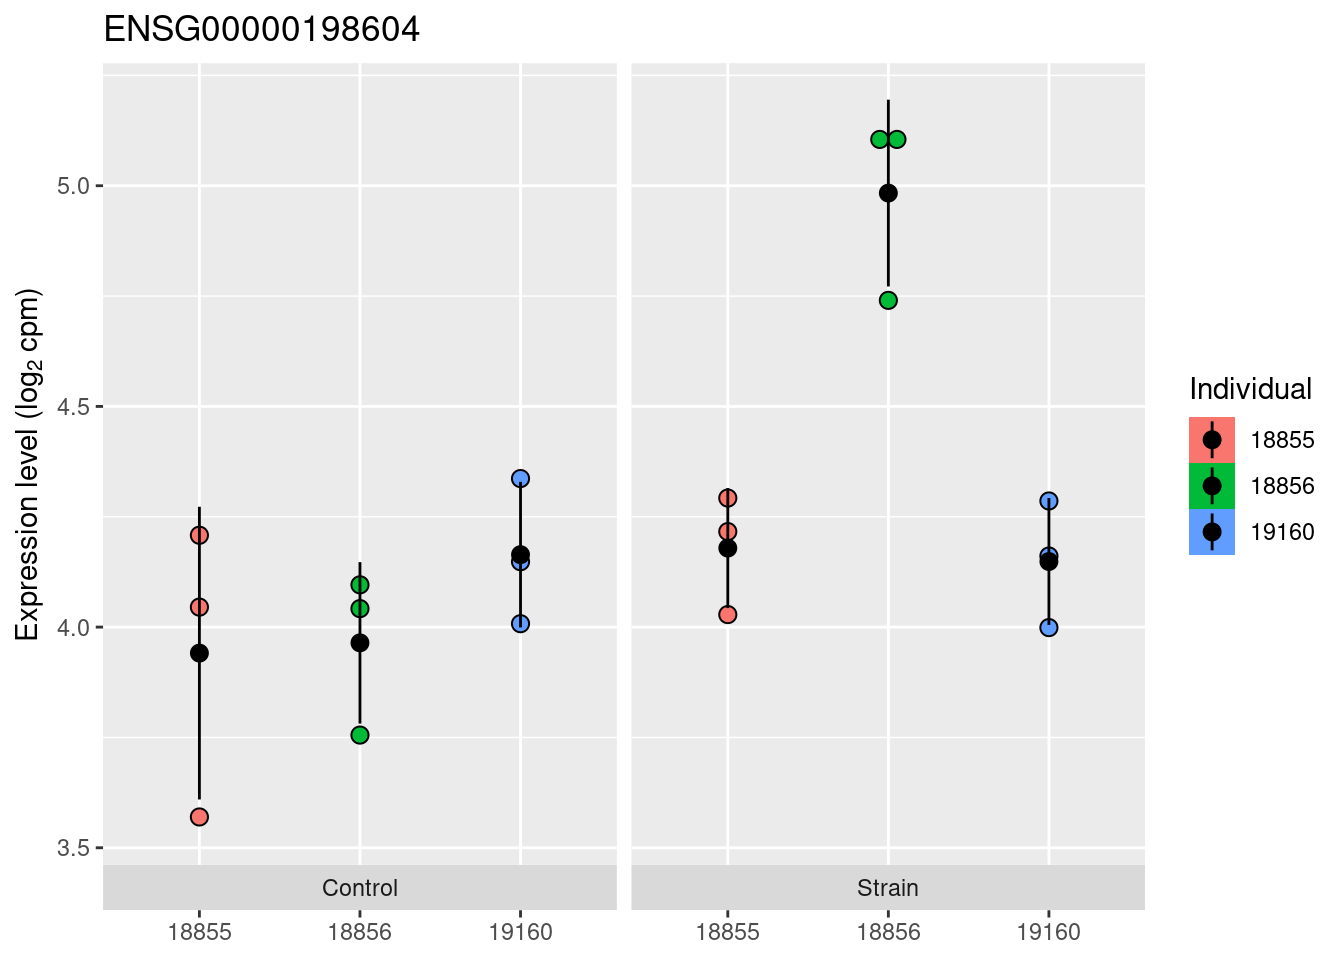 ENSG00000198604
Expression level (log₂ cpm)
5.0
4.5
4.0
3.5
Control
Strain
18855
18856
19160
18855
18856
19160
Individual
18855
18856
19160